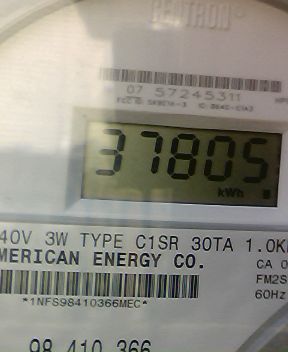 CENTRON®
07 57245311
37805
kWh
40V 3W TYPE C1SR 30TA 1.0K
MERICAN ENERGY CO.
CA 0
FM2S
60Hz
*1NFS98410366MEC*
98 410 366